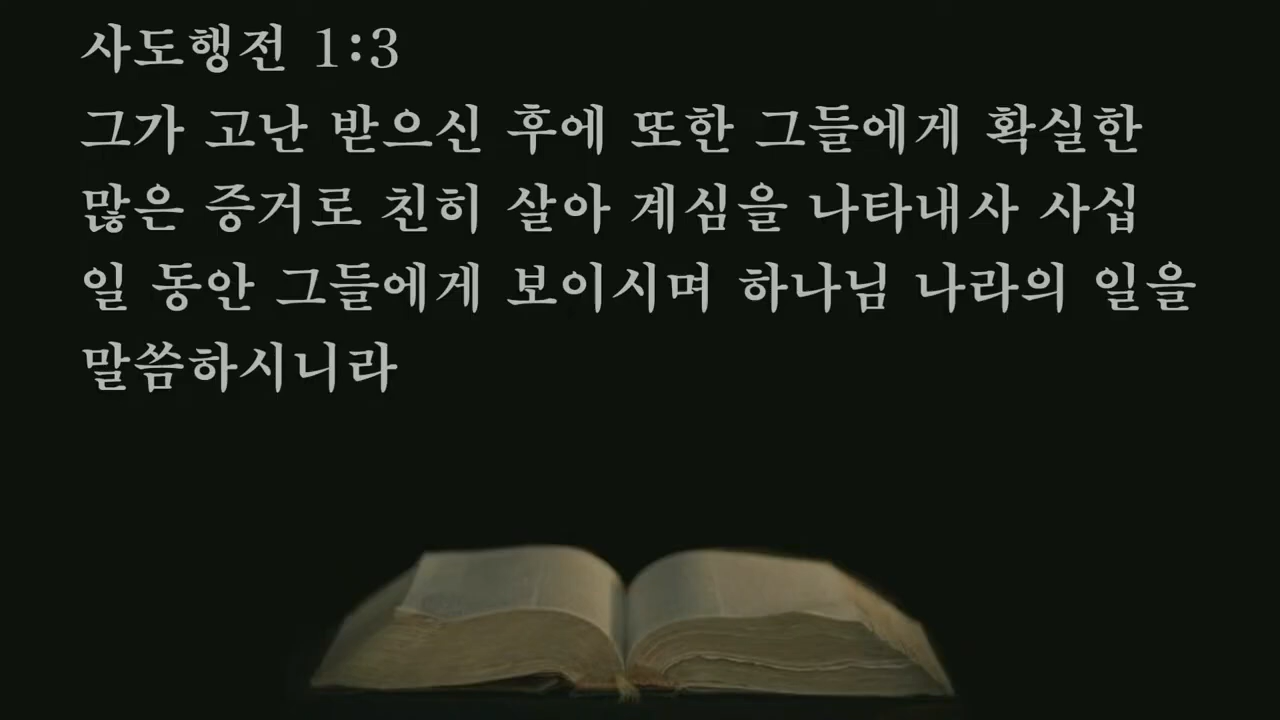 사도행전 1:3
그가 고난 받으신 후에 또한 그들에게 확실한
많은 증거로 친히 살아 계심을 나타내사 사십
일 동안 그들에게 보이시며 하나님 나라의 일을
말씀하시니라